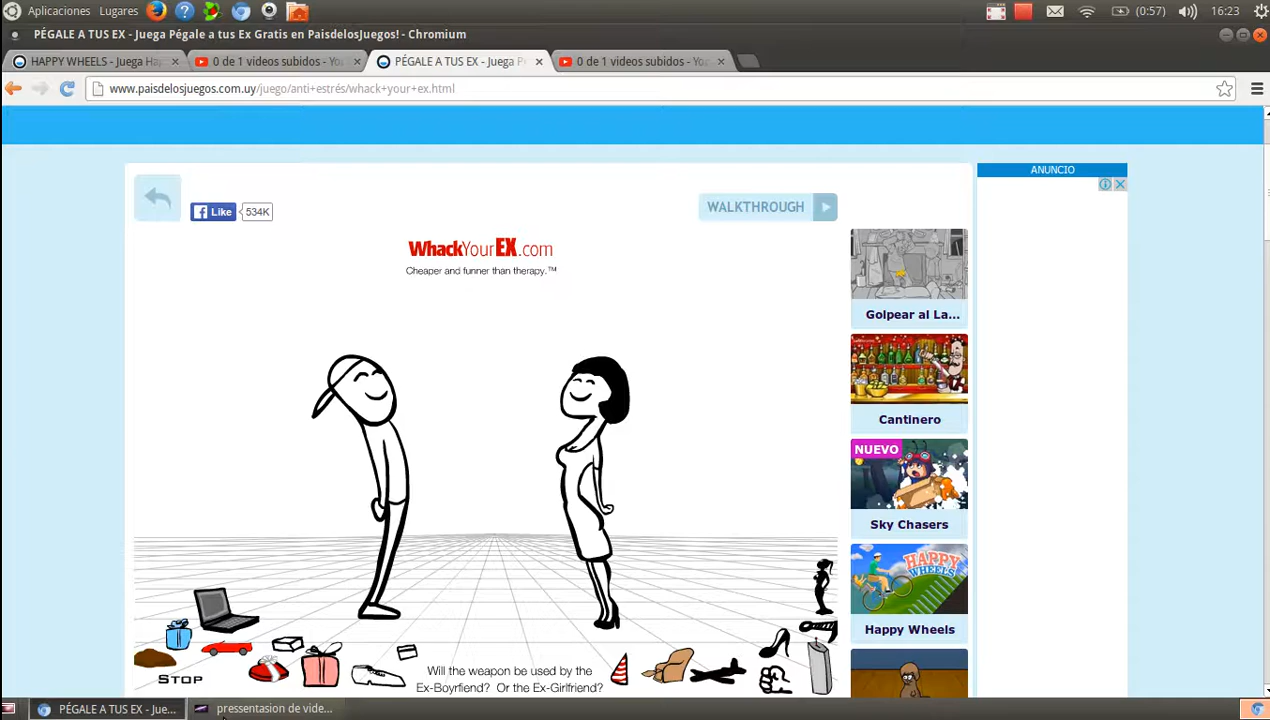 Aplicaciones Lugares (0:57) 16:23
PÉGALE A TUS EX - Juega Pégale a tus Ex Gratis en PaisdelosJuegos! - Chromium
HAPPY WHEELS - Juega Ha 0 de 1 videos subidos - Yo PÉGALE A TUS EX - Juega P 0 de 1 videos subidos - Yo
www.paisdelosjuegos.com.uy/juego/anti+estrés/whack+your+ex.html
ANUNCIO
Like 534K
WALKTHROUGH
WhackYourEX.com
Cheaper and funner than therapy.™
Golpear al La...
Cantinero
NUEVO
Sky Chasers
HAPPY
WHEELS
Happy Wheels
STOP
Will the weapon be used by the
Ex-Boyrfiend? Or the Ex-Girlfriend?
PÉGALE A TUS EX - Jue... pressentasion de vide...